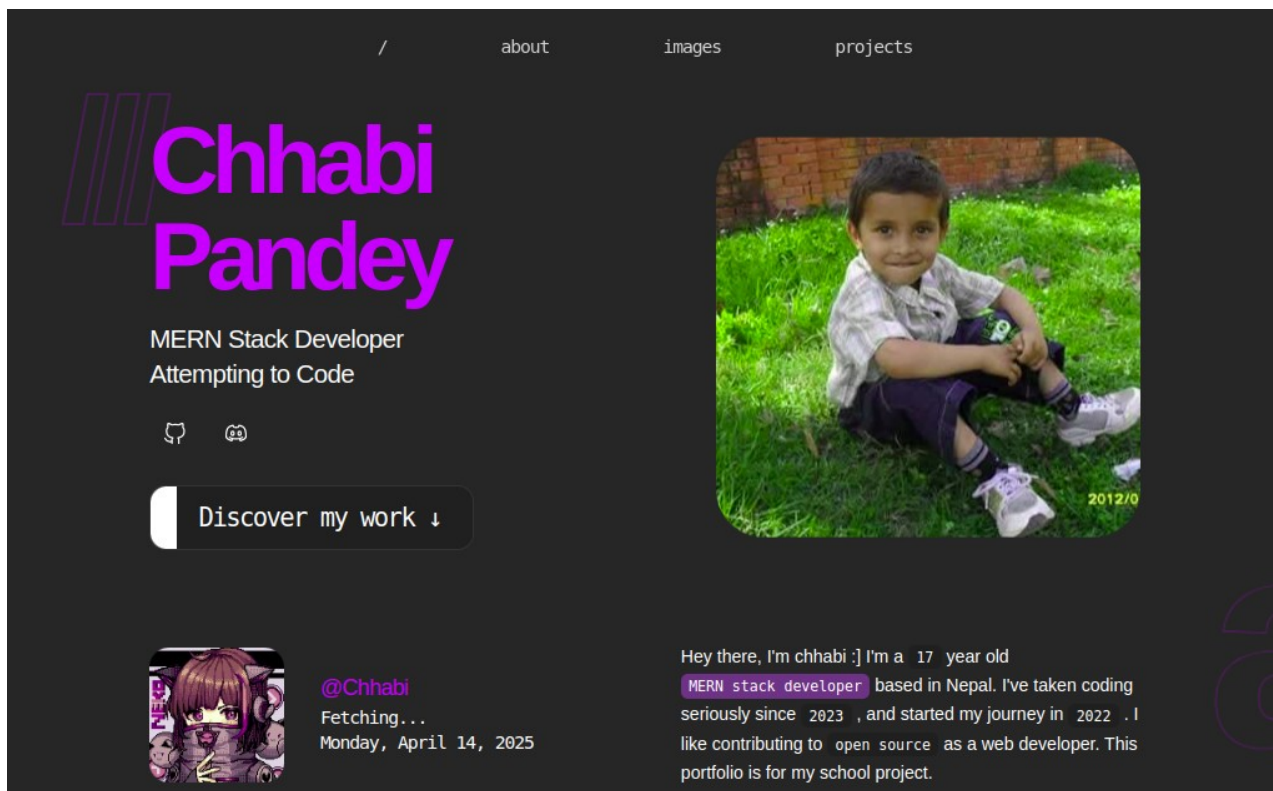 / about images projects
///
Chhabi
Pandey
MERN Stack Developer
Attempting to Code
Discover my work ↓
2012/0
NEKO
@Chhabi
Fetching...
Monday, April 14, 2025
Hey there, I'm chhabi :] I'm a 17 year old
MERN stack developer based in Nepal. I've taken coding
seriously since 2023 , and started my journey in 2022 . I
like contributing to open source as a web developer. This
portfolio is for my school project.
a